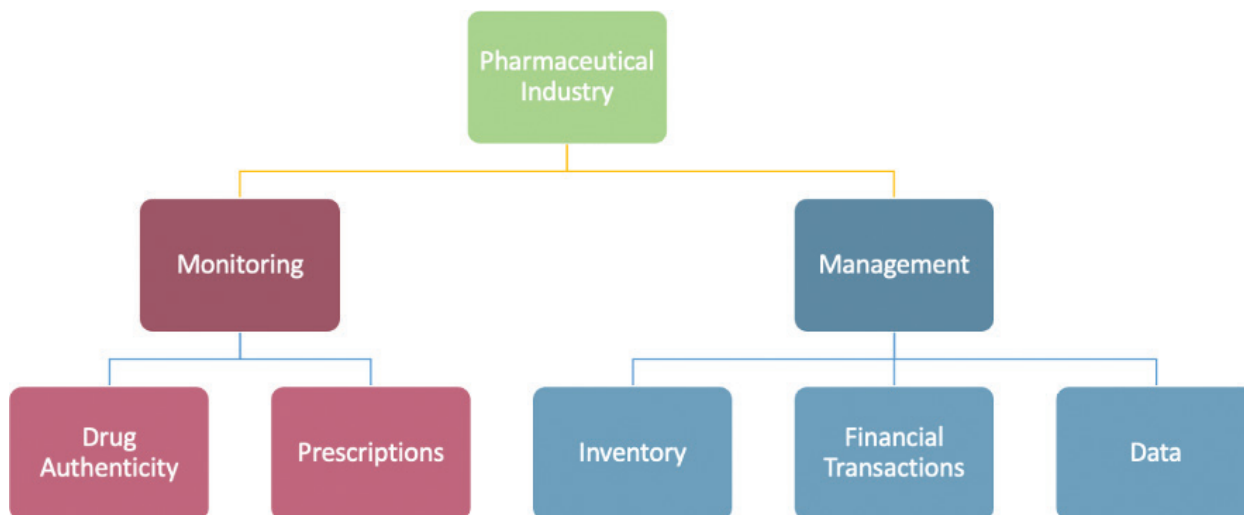 Pharmaceutical
Industry
Monitoring
Management
Drug
Authenticity
Prescriptions
Inventory
Financial
Transactions
Data